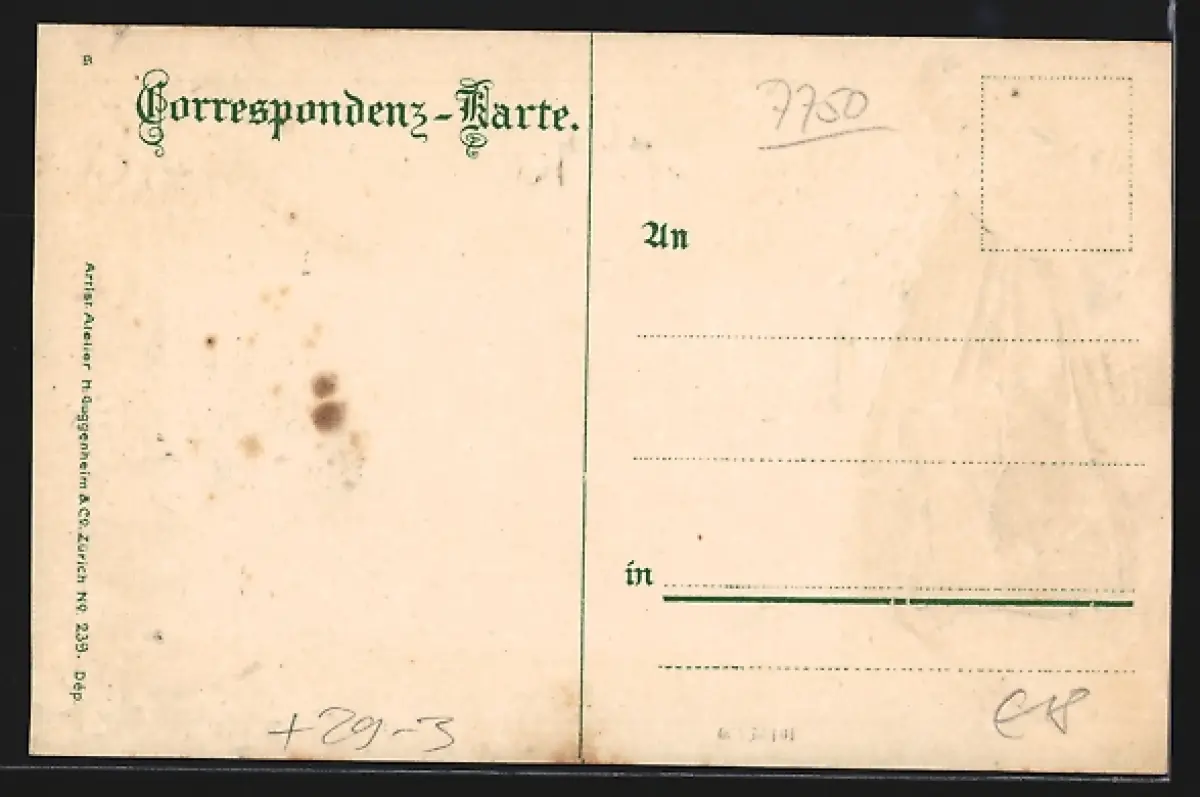 B
Correspondenz-Karte.
7750
An
in
Artist. Atelier H. Guggenheim & Co. Zürich No. 239. Dép.
+29-3